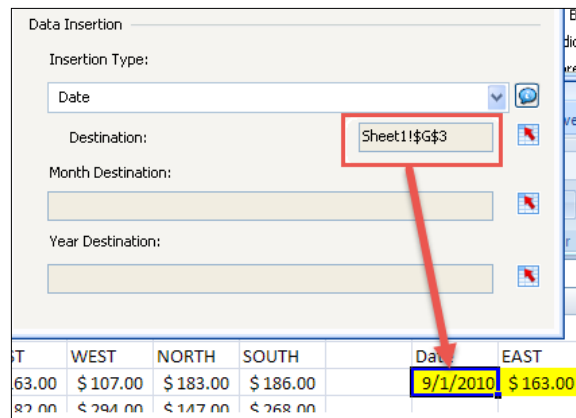 Data Insertion
Insertion Type:
Date
Destination:
Sheet1!$G$3
Month Destination:
Year Destination:
WEST NORTH SOUTH EAST
$107.00 $183.00 $186.00 9/1/2010 $163.00
$294.00 $147.00 $268.00